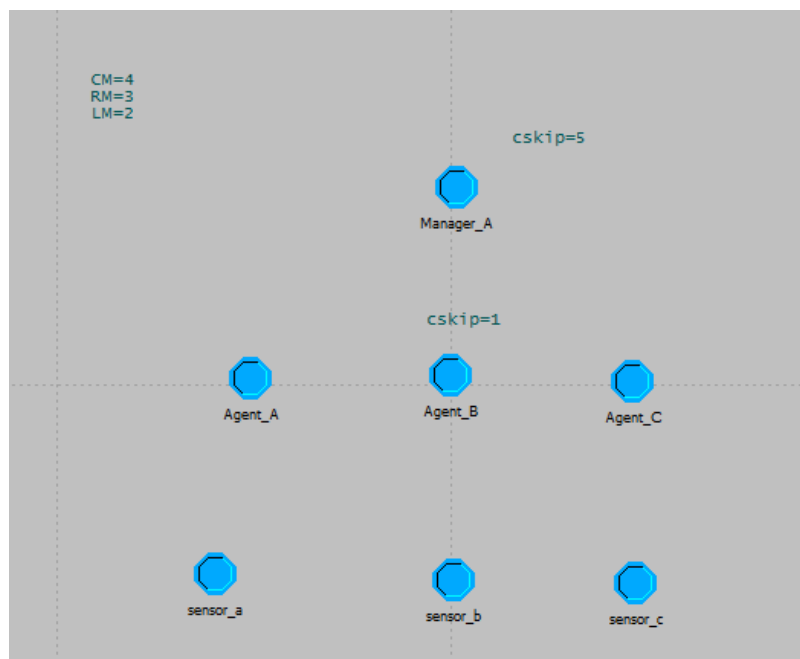 CM=4
RM=3
LM=2
cskip=5
Manager_A
cskip=1
Agent_A
Agent_B
Agent_C
sensor_a
sensor_b
sensor_c